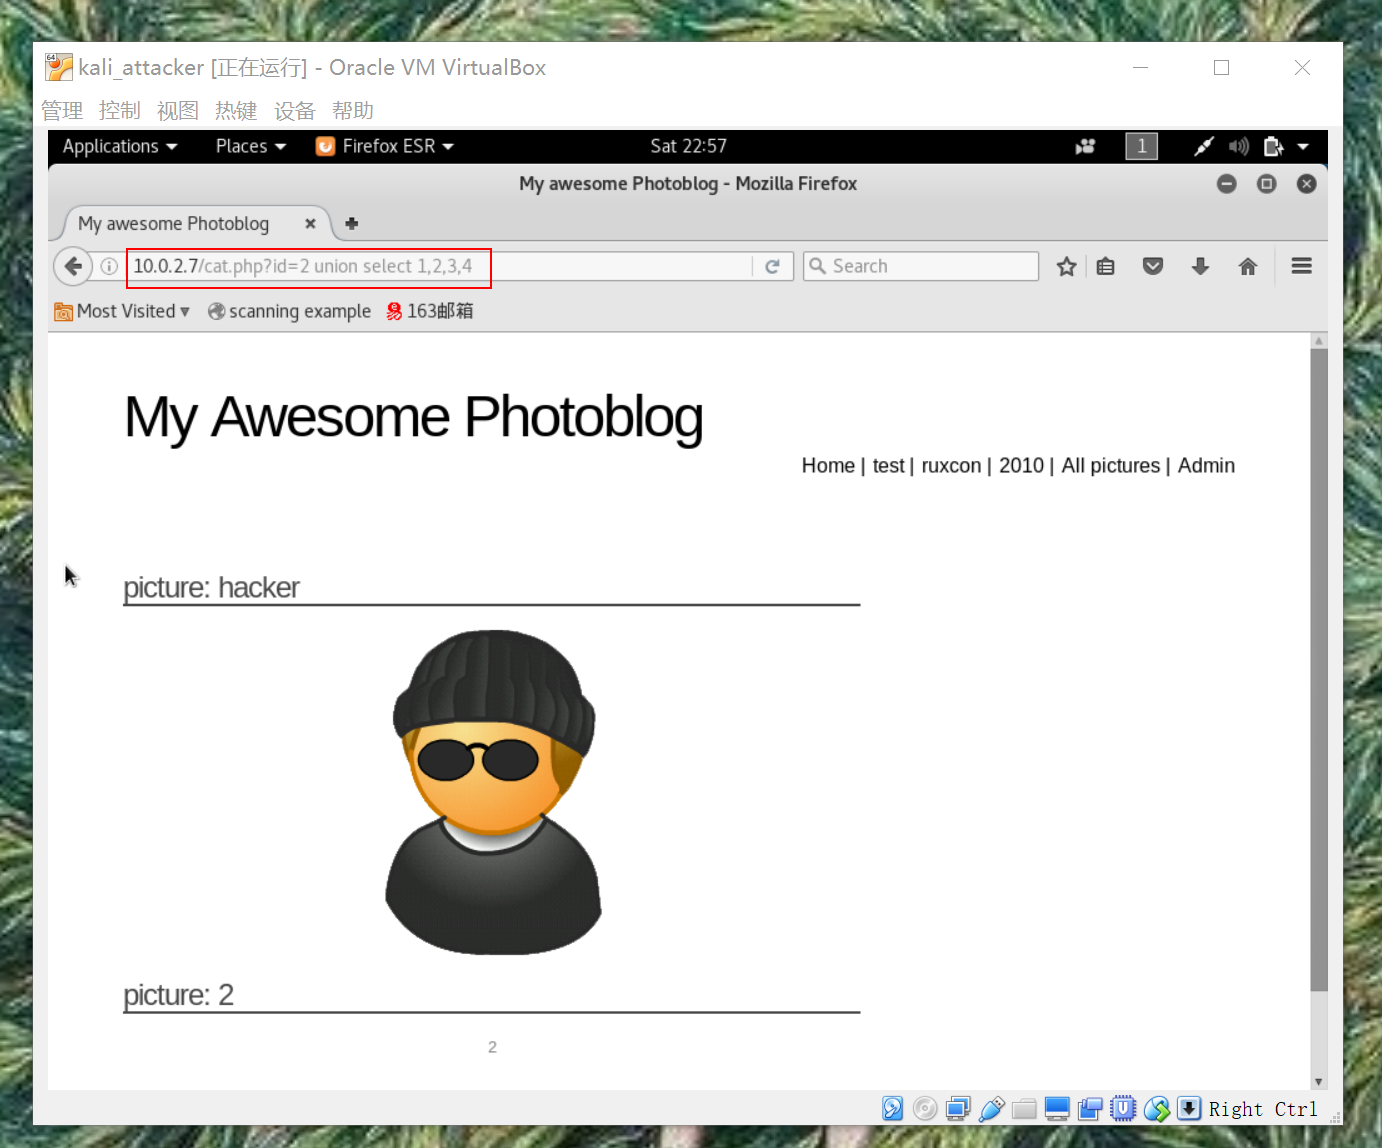 kali_attacker [正在运行] - Oracle VM VirtualBox
管理 控制 视图 热键 设备 帮助
Applications Places Firefox ESR Sat 22:57 1
My awesome Photoblog - Mozilla Firefox
My awesome Photoblog
10.0.2.7/cat.php?id=2 union select 1,2,3,4 Search
Most Visited scanning example 163邮箱
My Awesome Photoblog
Home | test | ruxcon | 2010 | All pictures | Admin
picture: hacker
picture: 2
2
Right Ctrl